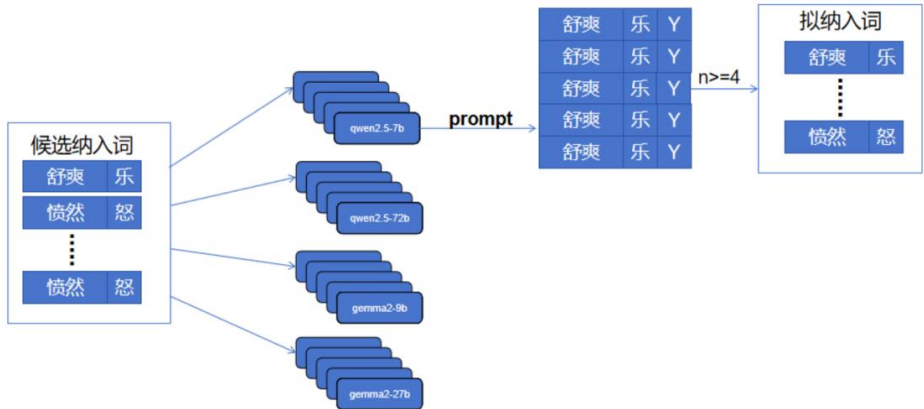 候选纳入词
舒爽 乐
愤然 怒
愤然 怒
qwen2.5-7b
qwen2.5-72b
gemma2-9b
gemma2-27b
prompt
舒爽 乐 Y
舒爽 乐 Y
舒爽 乐 Y
舒爽 乐 Y
舒爽 乐 Y
n>=4
拟纳入词
舒爽 乐
愤然 怒